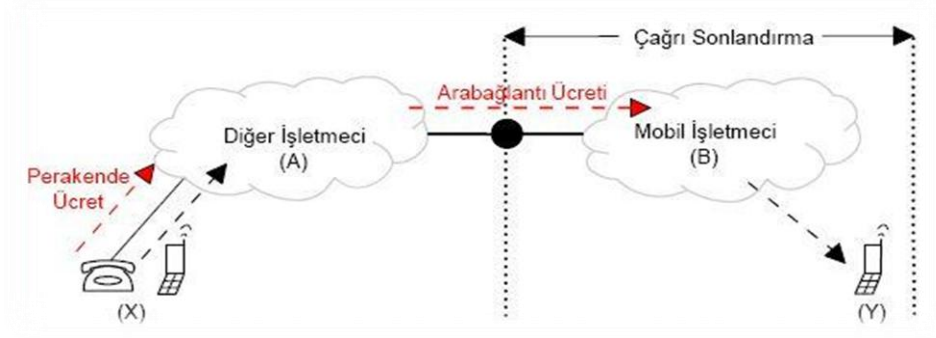 Çağrı Sonlandırma
Arabağlantı Ücreti
Diğer İşletmeci
(A)
Mobil İşletmeci
(B)
Perakende
Ücret
(X)
(Y)